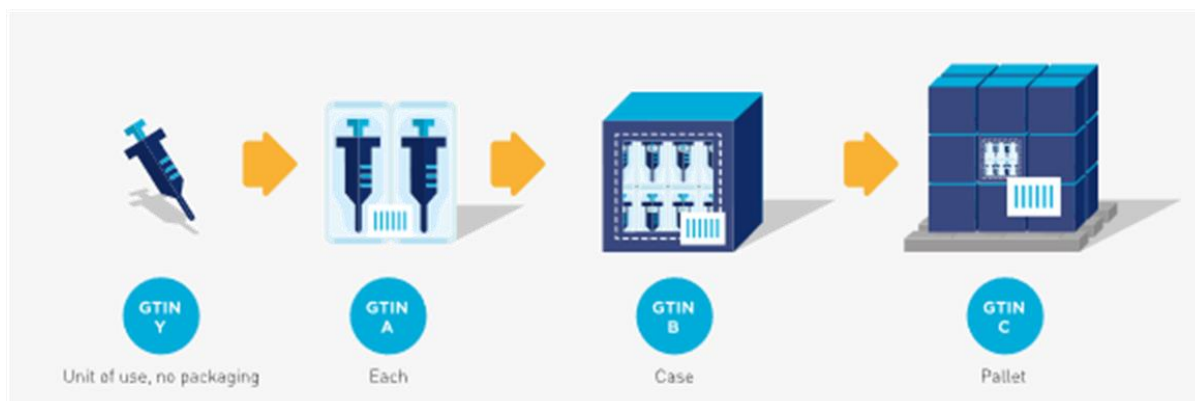 GTIN
Y
GTIN
A
GTIN
B
GTIN
C
Unit of use, no packaging
Each
Case
Pallet